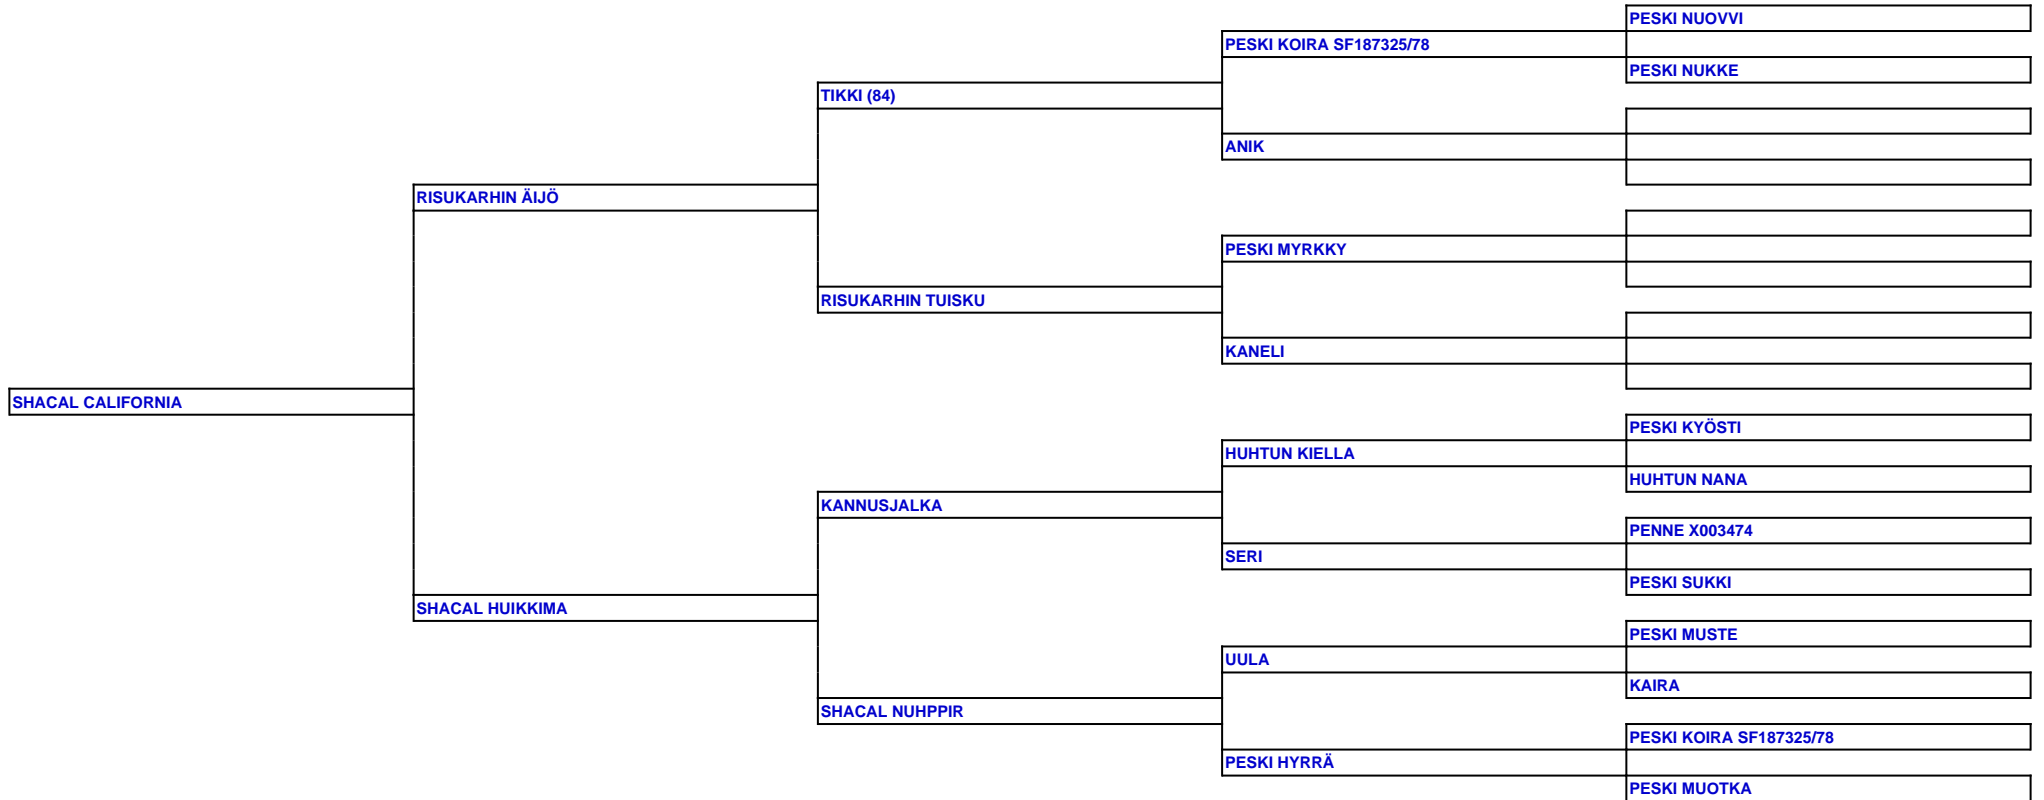 PESKI NUOVVI
PESKI KOIRA SF187325/78
PESKI NUKKE
TIKKI (84)
ANIK
RISUKARHIN ÄIJÖ
PESKI MYRKKY
RISUKARHIN TUISKU
KANELI
SHACAL CALIFORNIA
PESKI KYÖSTI
HUHTUN KIELLA
HUHTUN NANA
KANNUSJALKA
PENNE X003474
SERI
PESKI SUKKI
SHACAL HUIKKIMA
PESKI MUSTE
UULA
KAIRA
SHACAL NUHPPIR
PESKI KOIRA SF187325/78
PESKI HYRRÄ
PESKI MUOTKA